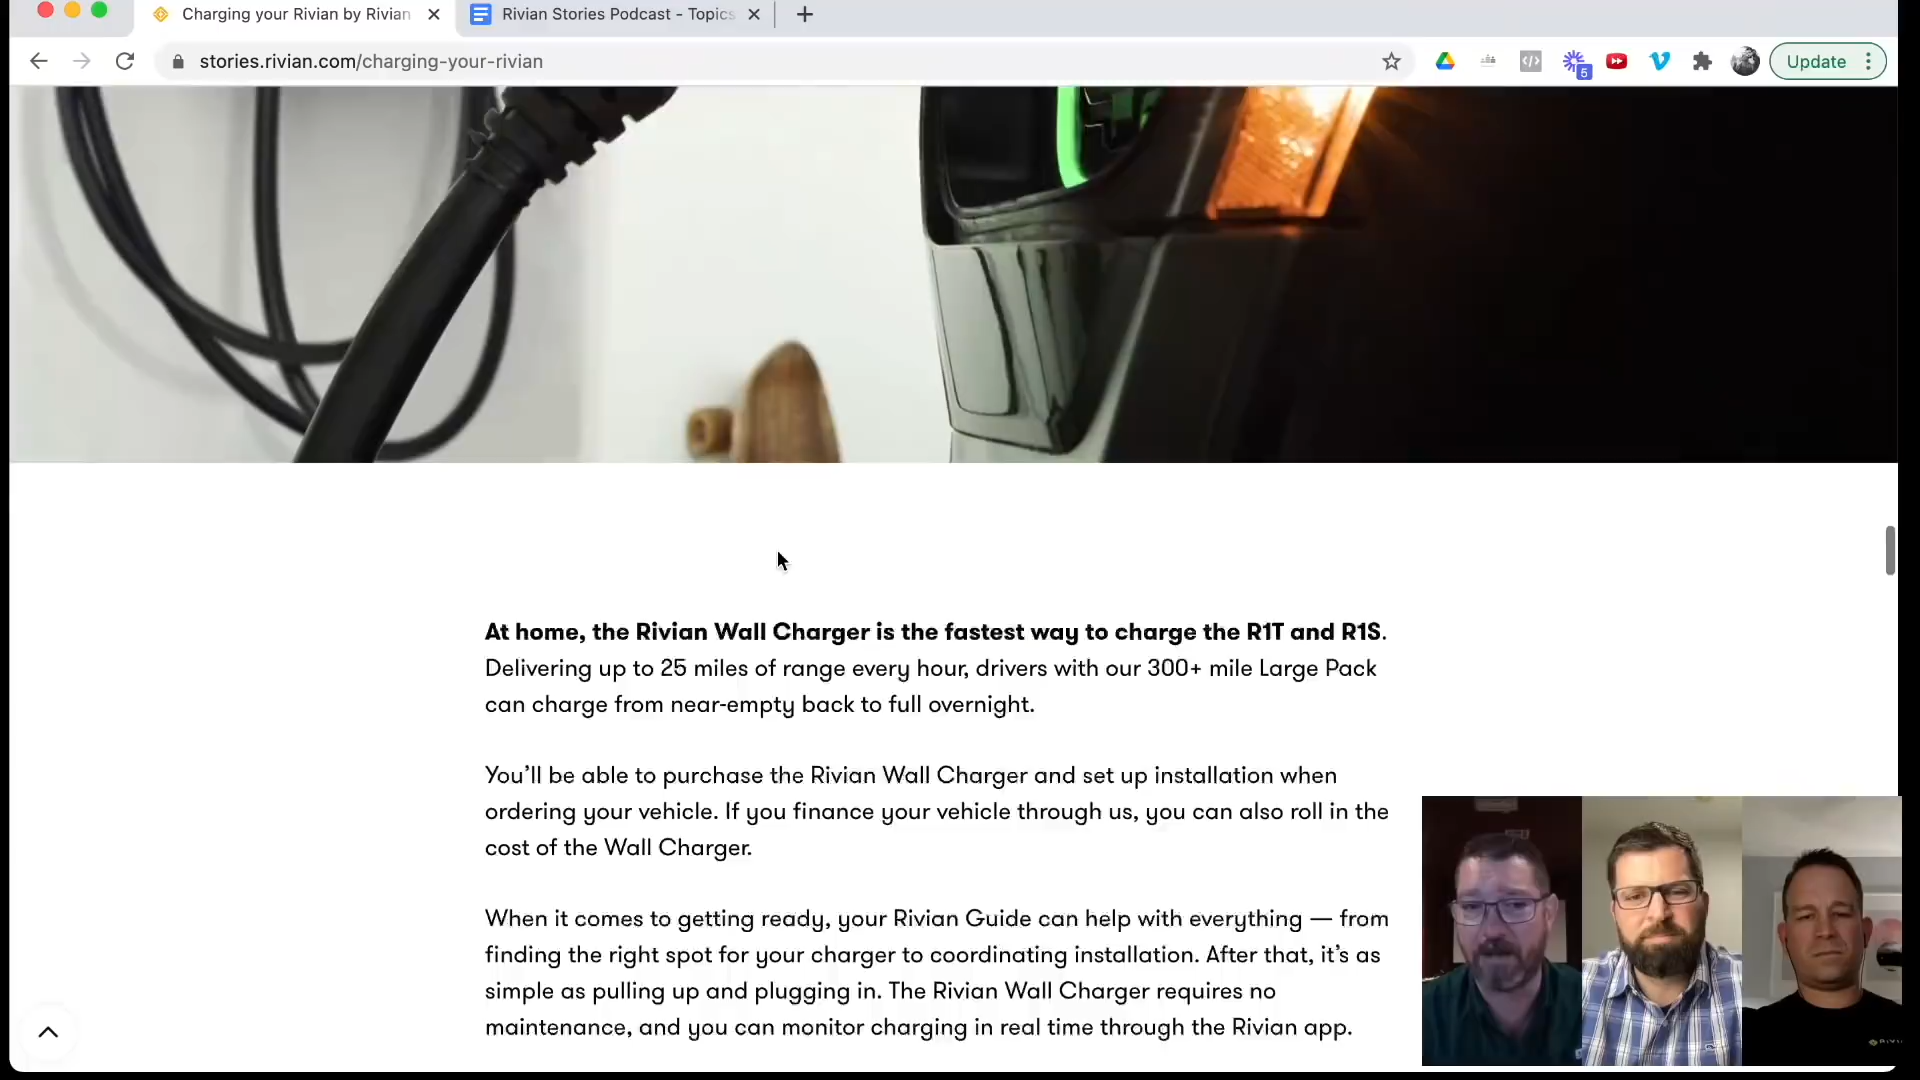 Charging your Rivian by Rivian
Rivian Stories Podcast - Topics
stories.rivian.com/charging-your-rivian
5
Update
At home, the Rivian Wall Charger is the fastest way to charge the R1T and R1S.
Delivering up to 25 miles of range every hour, drivers with our 300+ mile Large Pack
can charge from near-empty back to full overnight.
You’ll be able to purchase the Rivian Wall Charger and set up installation when
ordering your vehicle. If you finance your vehicle through us, you can also roll in the
cost of the Wall Charger.
When it comes to getting ready, your Rivian Guide can help with everything — from
finding the right spot for your charger to coordinating installation. After that, it’s as
simple as pulling up and plugging in. The Rivian Wall Charger requires no
maintenance, and you can monitor charging in real time through the Rivian app.